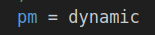 pm = dynamic